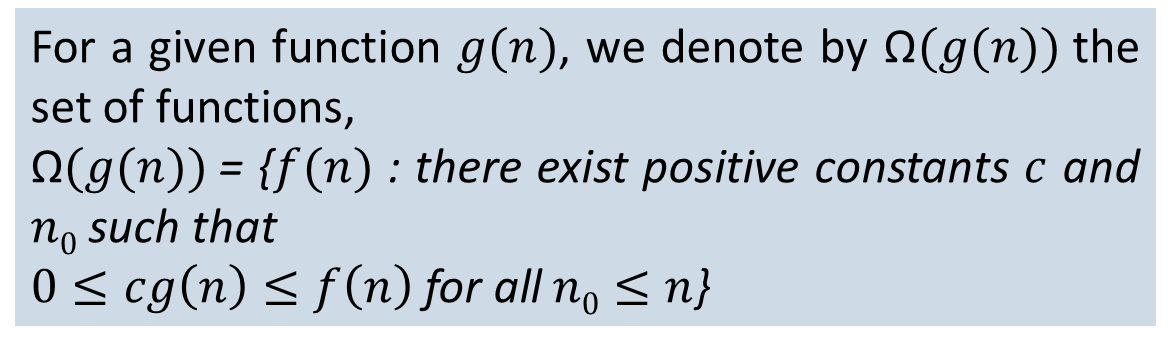 For a given function g(n), we denote by Ω(g(n)) the
set of functions,
Ω(g(n)) = {f(n) : there exist positive constants c and
n₀ such that
0 ≤ cg(n) ≤ f(n) for all n₀ ≤ n}